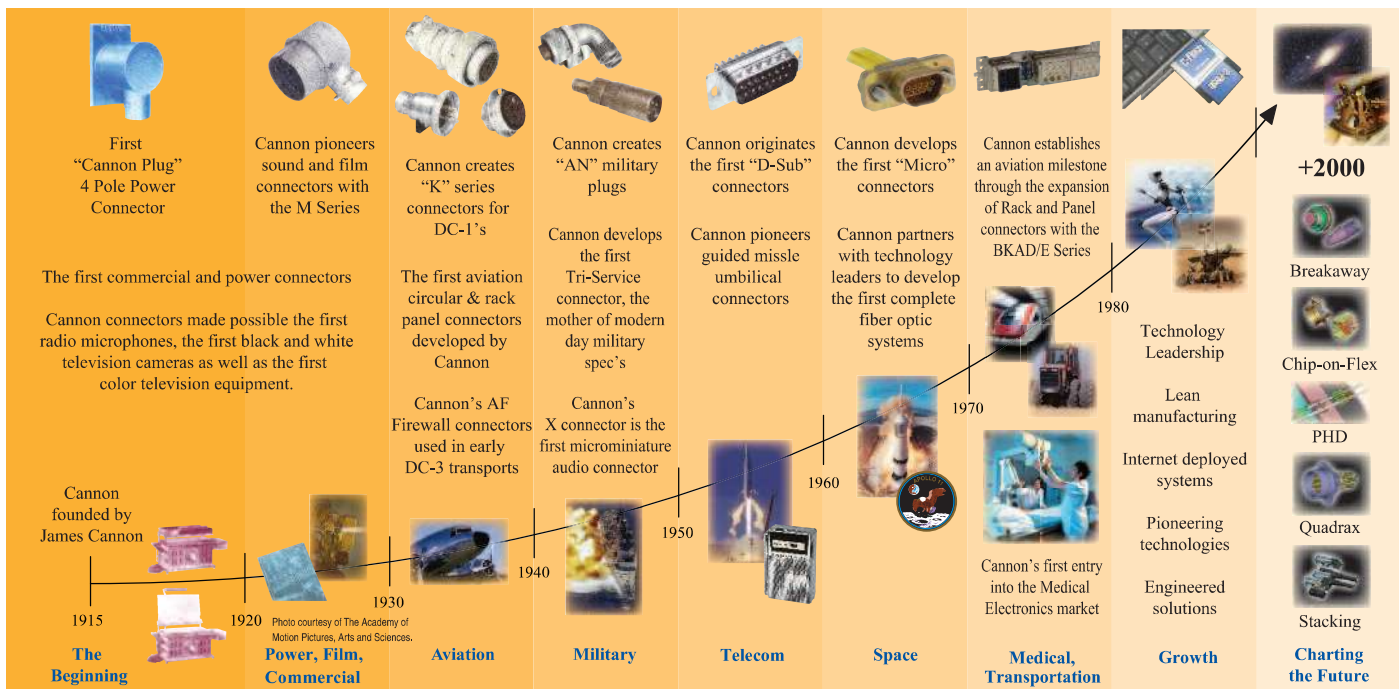 First
“Cannon Plug”
4 Pole Power
Connector
Cannon pioneers
sound and film
connectors with
the M Series
The first commercial and power connectors
Cannon connectors made possible the first
radio microphones, the first black and white
television cameras as well as the first
color television equipment.
Cannon
founded by
James Cannon
1915
The
Beginning
1920
Photo courtesy of The Academy of
Motion Pictures, Arts and Sciences.
Power, Film,
Commercial
Cannon creates
“K” series
connectors for
DC-1’s
The first aviation
circular & rack
panel connectors
developed by
Cannon
Cannon’s AF
Firewall connectors
used in early
DC-3 transports
1930
Aviation
Cannon creates
“AN” military
plugs
Cannon develops
the first
Tri-Service
connector, the
mother of modern
day military
spec’s
Cannon’s
X connector is the
first microminiature
audio connector
1940
Military
Cannon originates
the first “D-Sub”
connectors
Cannon pioneers
guided missle
umbilical
connectors
1950
Telecom
Cannon develops
the first “Micro”
connectors
Cannon partners
with technology
leaders to develop
the first complete
fiber optic
systems
1960
APOLLO 11
Space
Cannon establishes
an aviation milestone
through the expansion
of Rack and Panel
connectors with the
BKAD/E Series
1970
Cannon’s first entry
into the Medical
Electronics market
Medical,
Transportation
1980
Technology
Leadership
Lean
manufacturing
Internet deployed
systems
Pioneering
technologies
Engineered
solutions
Growth
+2000
Breakaway
Chip-on-Flex
PHD
Quadrax
Stacking
Charting
the Future